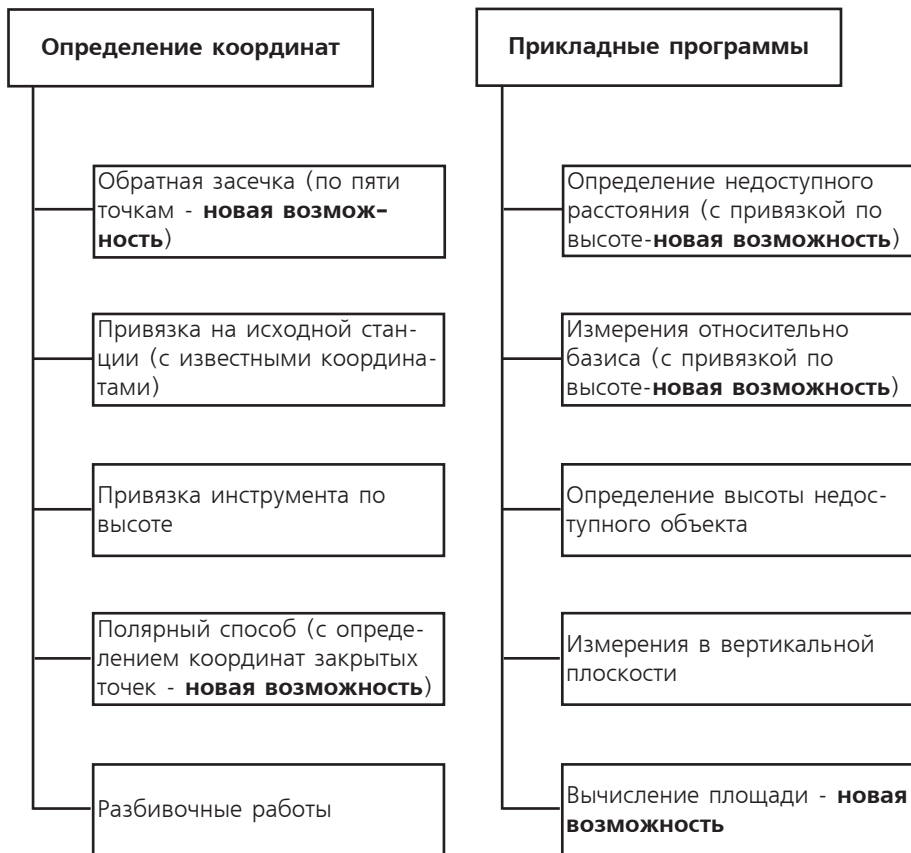 Определение координат
Обратная засечка (по пяти
точкам - новая возмож-
ность)
Привязка на исходной стан-
ции (с известными координа-
тами)
Привязка инструмента по
высоте
Полярный способ (с опреде-
лением координат закрытых
точек - новая возможность)
Разбивочные работы
Прикладные программы
Определение недоступного
расстояния (с привязкой по
высоте-новая возможность)
Измерения относительно
базиса (с привязкой по
высоте-новая возможность)
Определение высоты недос-
тупного объекта
Измерения в вертикальной
плоскости
Вычисление площади - новая
возможность